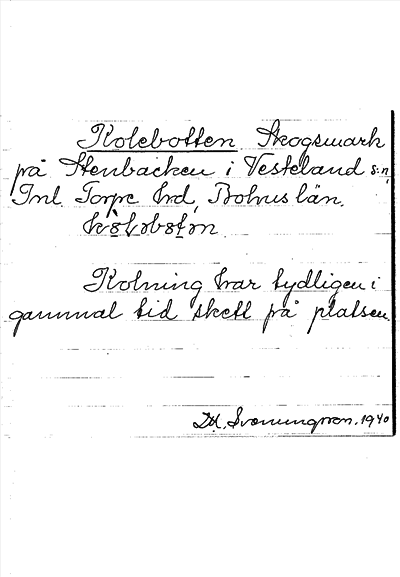 Kolebotten Skogsmark
på Stenbacken i Vesteland s:n,
Inl. Torpe hrd, Bohus län.

Kolning har tydligen i
gammal tid skett på platsen.
D.A. Svenningsson. 1940